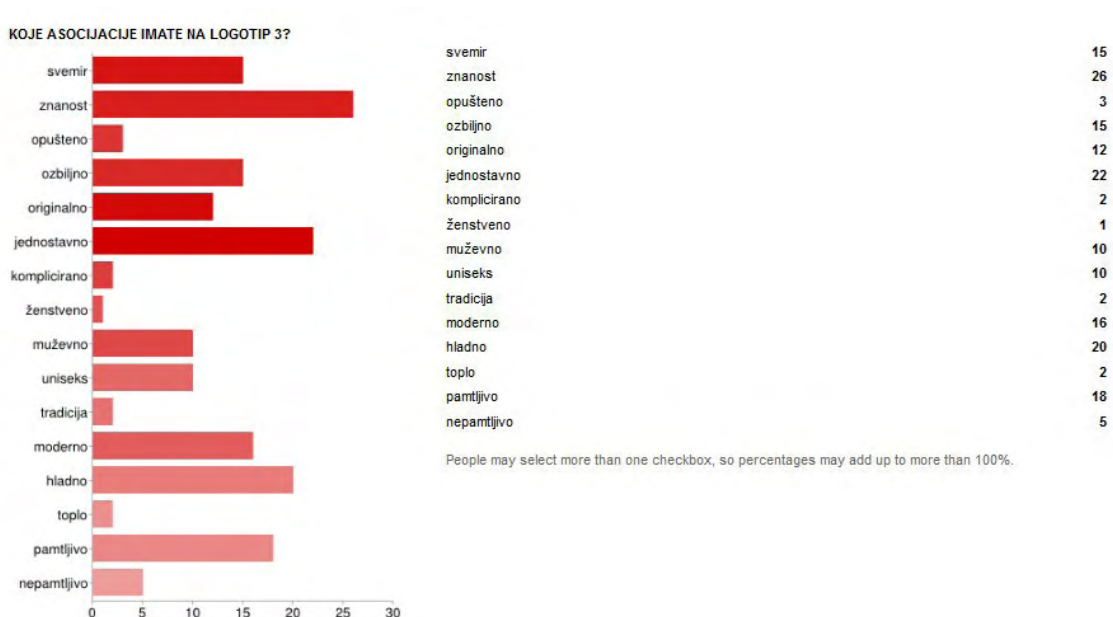 KOJE ASOCIJACIJE IMATE NA LOGOTIP 3?
svemir
znanost
opušteno
ozbiljno
originalno
jednostavno
komplicirano
ženstveno
muževno
uniseks
tradicija
moderno
hladno
toplo
pamtljivo
nepamtljivo
0 5 10 15 20 25 30
svemir 15
znanost 26
opušteno 3
ozbiljno 15
originalno 12
jednostavno 22
komplicirano 2
ženstveno 1
muževno 10
uniseks 10
tradicija 2
moderno 16
hladno 20
toplo 2
pamtljivo 18
nepamtljivo 5
People may select more than one checkbox, so percentages may add up to more than 100%.